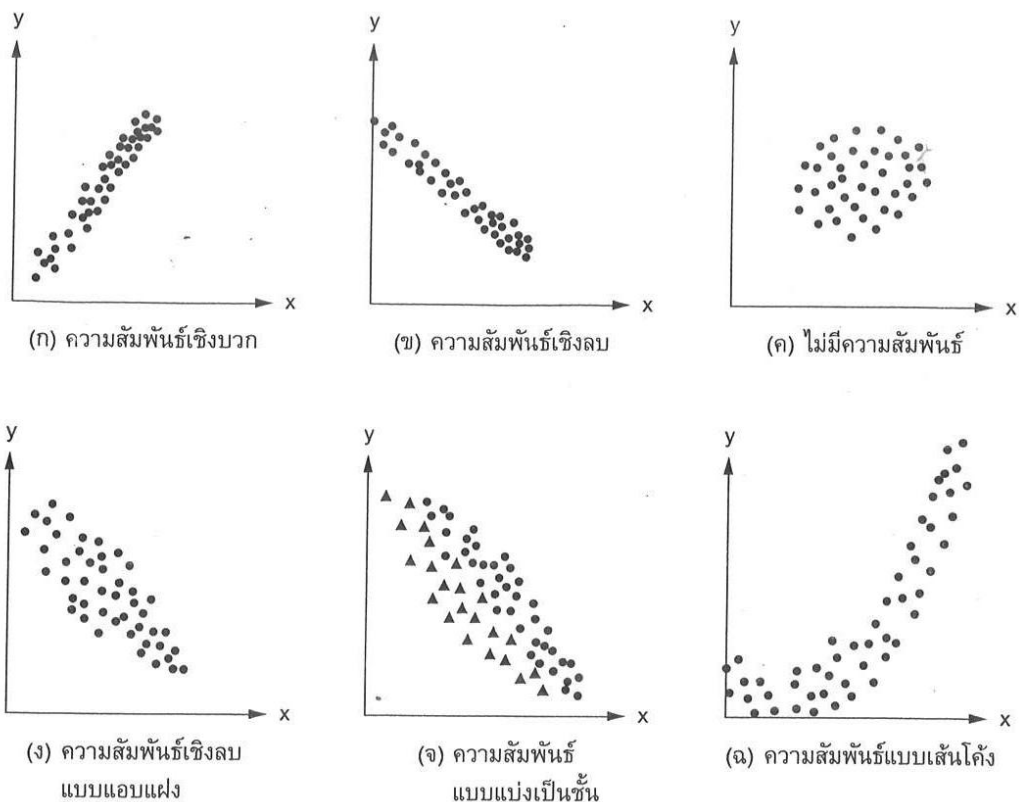 y
x
(ก) ความสัมพันธ์เชิงบวก
y
x
(ข) ความสัมพันธ์เชิงลบ
y
x
(ค) ไม่มีความสัมพันธ์
y
x
(ง) ความสัมพันธ์เชิงลบ
แบบแอบแฝง
y
x
(จ) ความสัมพันธ์
แบบแบ่งเป็นชั้น
y
x
(ฉ) ความสัมพันธ์แบบเส้นโค้ง